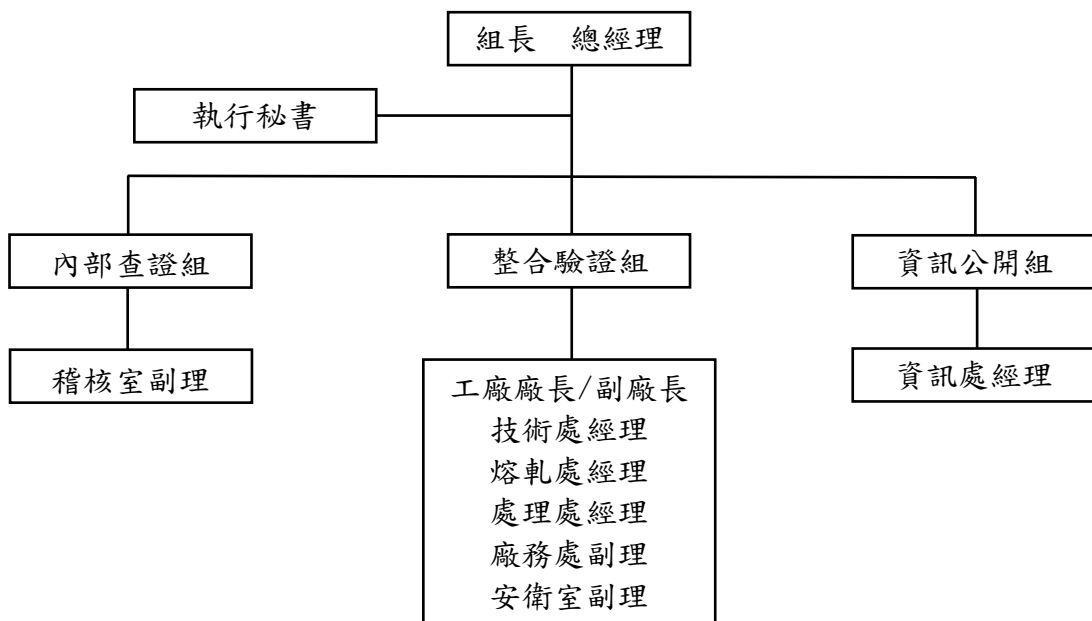 組長　總經理
執行秘書
內部查證組
整合驗證組
資訊公開組
稽核室副理
工廠廠長/副廠長
技術處經理
熔軋處經理
處理處經理
廠務處副理
安衛室副理
資訊處經理